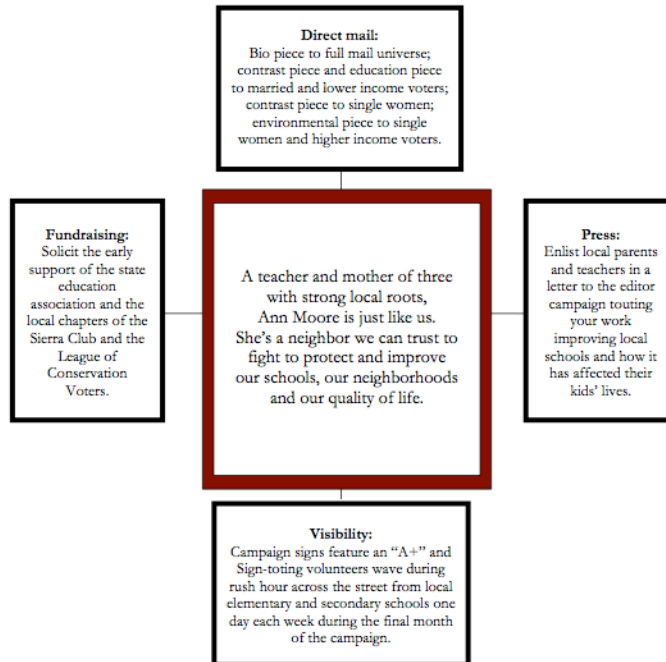 Direct mail:
Bio piece to full mail universe;
contrast piece and education piece
to married and lower income voters;
contrast piece to single women;
environmental piece to single
women and higher income voters.
Fundraising:
Solicit the early
support of the state
education
association and the
local chapters of the
Sierra Club and the
League of
Conservation
Voters.
A teacher and mother of three
with strong local roots,
Ann Moore is just like us.
She's a neighbor we can trust to
fight to protect and improve
our schools, our neighborhoods
and our quality of life.
Press:
Enlist local parents
and teachers in a
letter to the editor
campaign touting
your work
improving local
schools and how it
has affected their
kids' lives.
Visibility:
Campaign signs feature an “A+” and
Sign-toting volunteers wave during
rush hour across the street from local
elementary and secondary schools one
day each week during the final month
of the campaign.